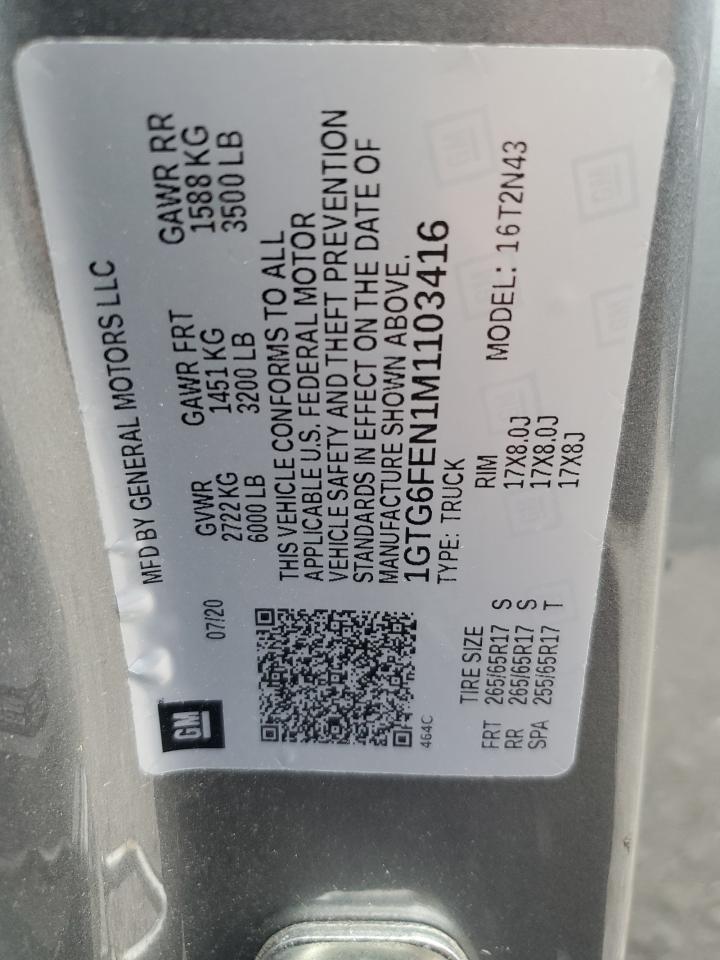 GM
MFD BY GENERAL MOTORS LLC
07/20
GVWR GAWR FRT GAWR RR
2722 KG 1451 KG 1588 KG
6000 LB 3200 LB 3500 LB
THIS VEHICLE CONFORMS TO ALL
APPLICABLE U.S. FEDERAL MOTOR
VEHICLE SAFETY AND THEFT PREVENTION
STANDARDS IN EFFECT ON THE DATE OF
MANUFACTURE SHOWN ABOVE.
1GTG6FEN1M1103416
464C
TYPE: TRUCK MODEL: 16T2N43
TIRE SIZE RIM
FRT 265/65R17 S 17X8.0J
RR 265/65R17 S 17X8.0J
SPA 255/65R17 T 17X8J